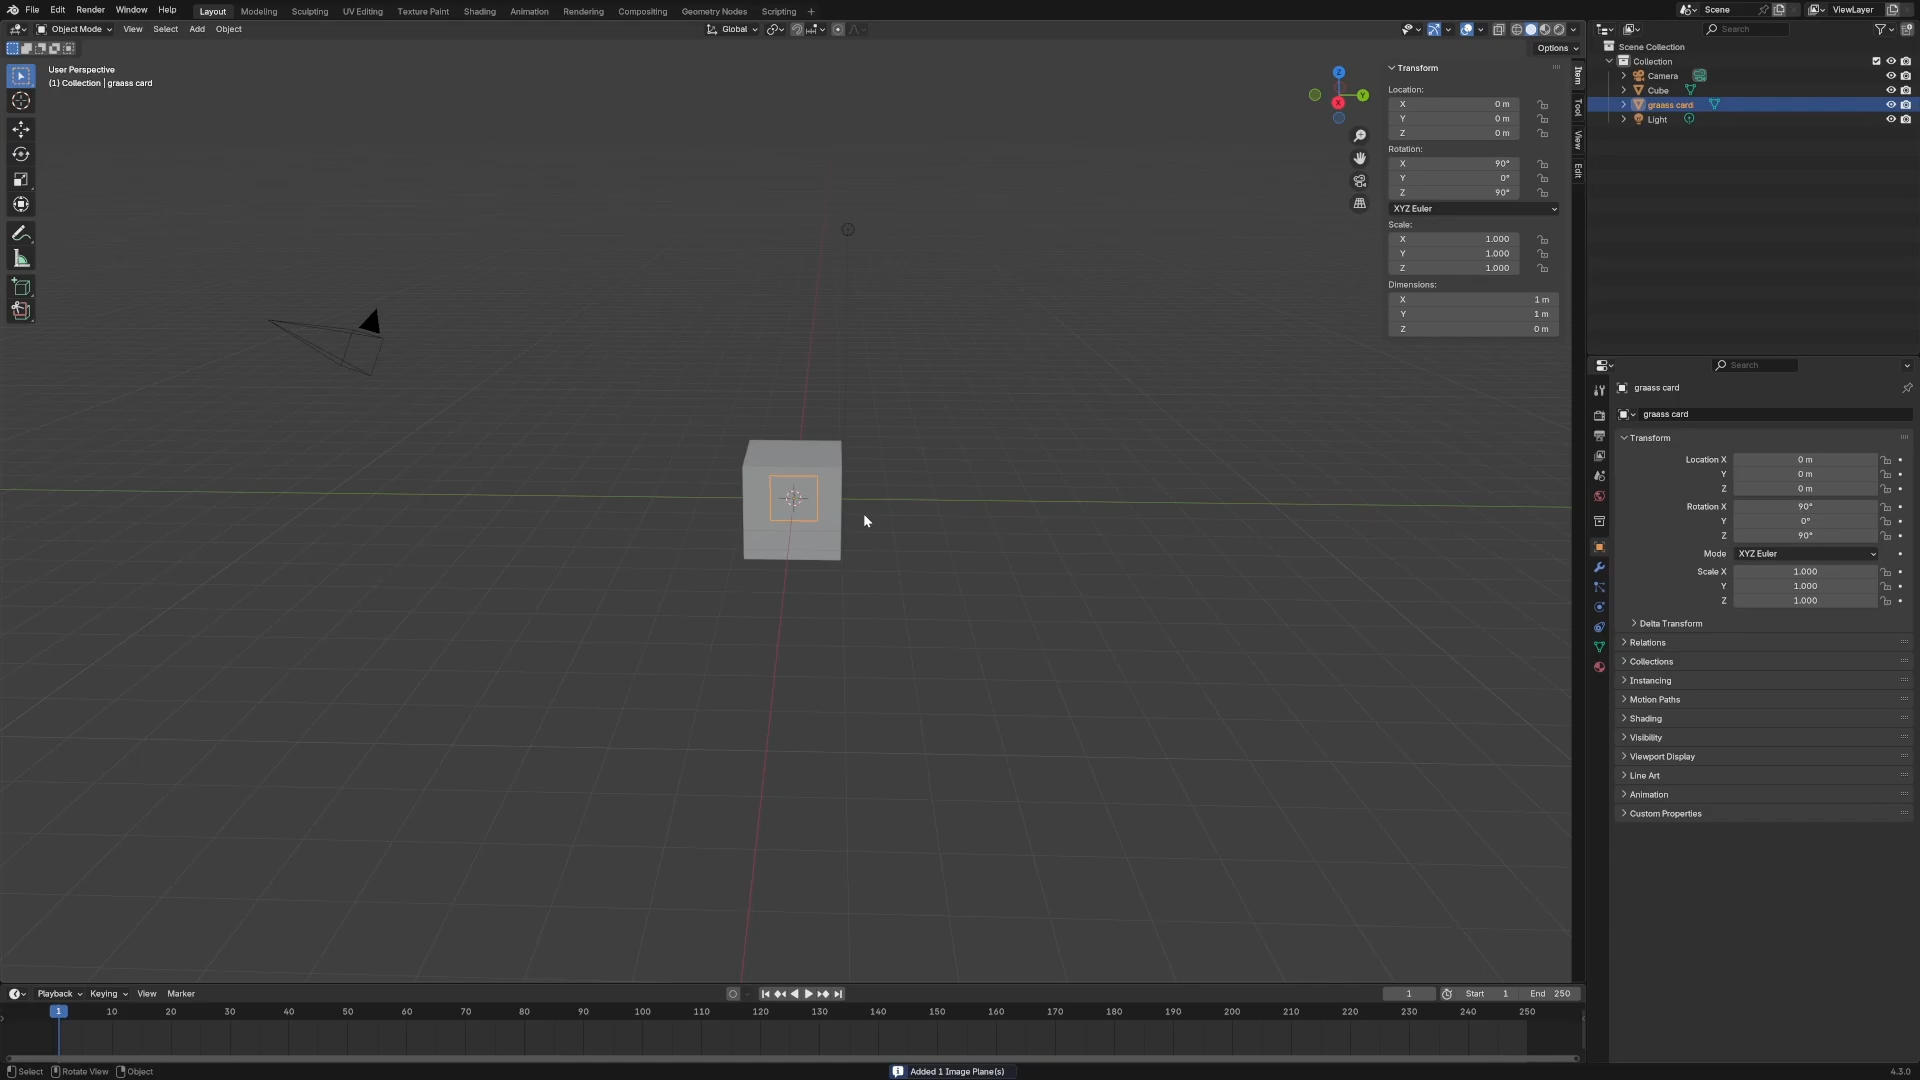 File Edit Render Window Help Layout Modeling Sculpting UV Editing Texture Paint Shading Animation Rendering Compositing Geometry Nodes Scripting + Scene ViewLayer
Object Mode View Select Add Object Global Search
Options
User Perspective
(1) Collection | graass card
Z
Y
X
Transform
Location:
X 0 m
Y 0 m
Z 0 m
Rotation:
X 90°
Y 0°
Z 90°
XYZ Euler
Scale:
X 1.000
Y 1.000
Z 1.000
Dimensions:
X 1 m
Y 1 m
Z 0 m
Item
Tool
View
Edit
Scene Collection
Collection
Camera
Cube
graass card
Light
Search
graass card
graass card
Transform
Location X 0 m
Y 0 m
Z 0 m
Rotation X 90°
Y 0°
Z 90°
Mode XYZ Euler
Scale X 1.000
Y 1.000
Z 1.000
Delta Transform
Relations
Collections
Instancing
Motion Paths
Shading
Visibility
Viewport Display
Line Art
Animation
Custom Properties
Playback Keying View Marker 1 Start 1 End 250
1 10 20 30 40 50 60 70 80 90 100 110 120 130 140 150 160 170 180 190 200 210 220 230 240 250
Select Rotate View Object Added 1 Image Plane(s) 4.3.0